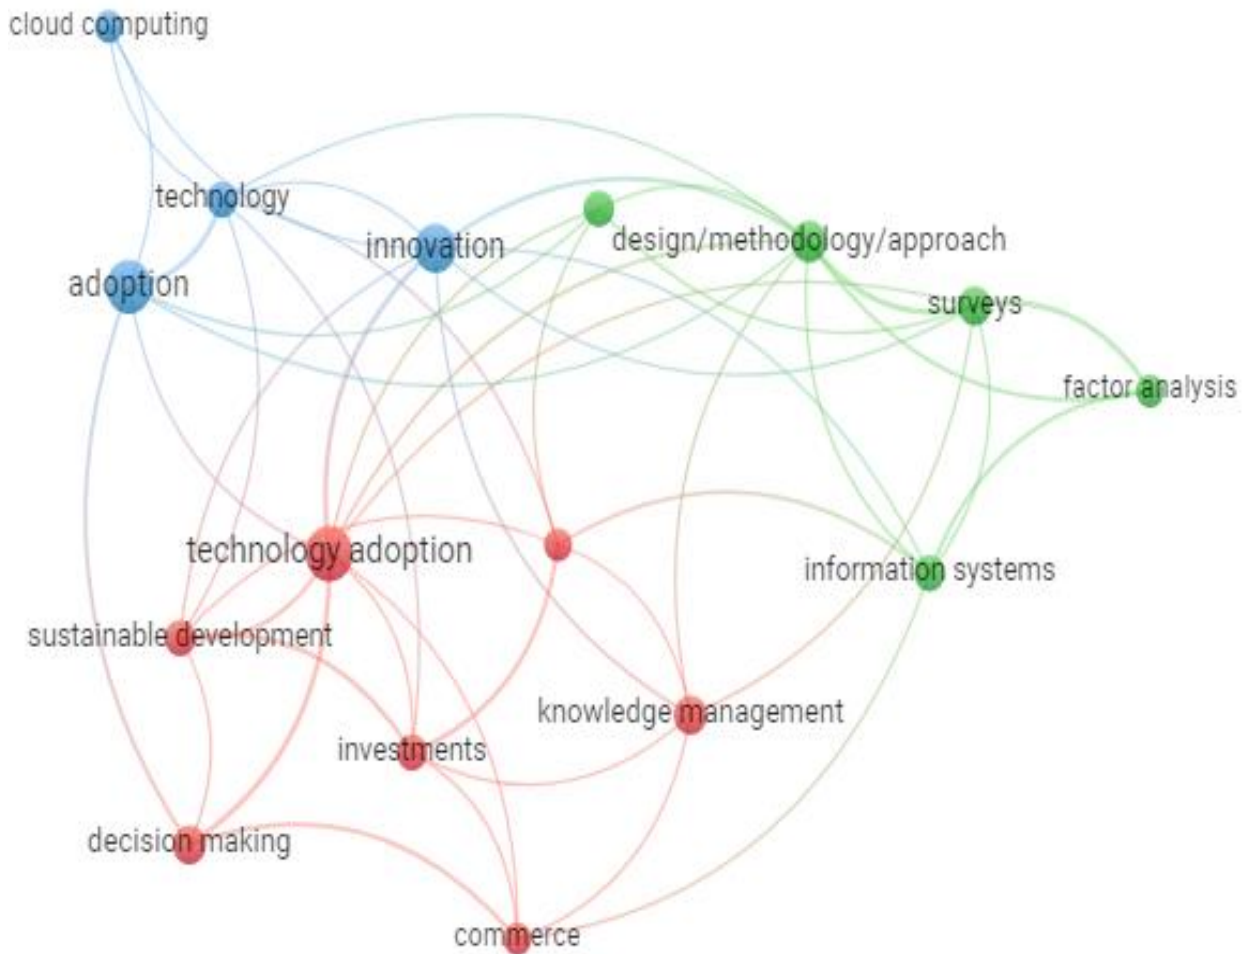 cloud computing
technology
innovation
design/methodology/approach
adoption
surveys
factor analysis
technology adoption
information systems
sustainable development
knowledge management
investments
decision making
commerce